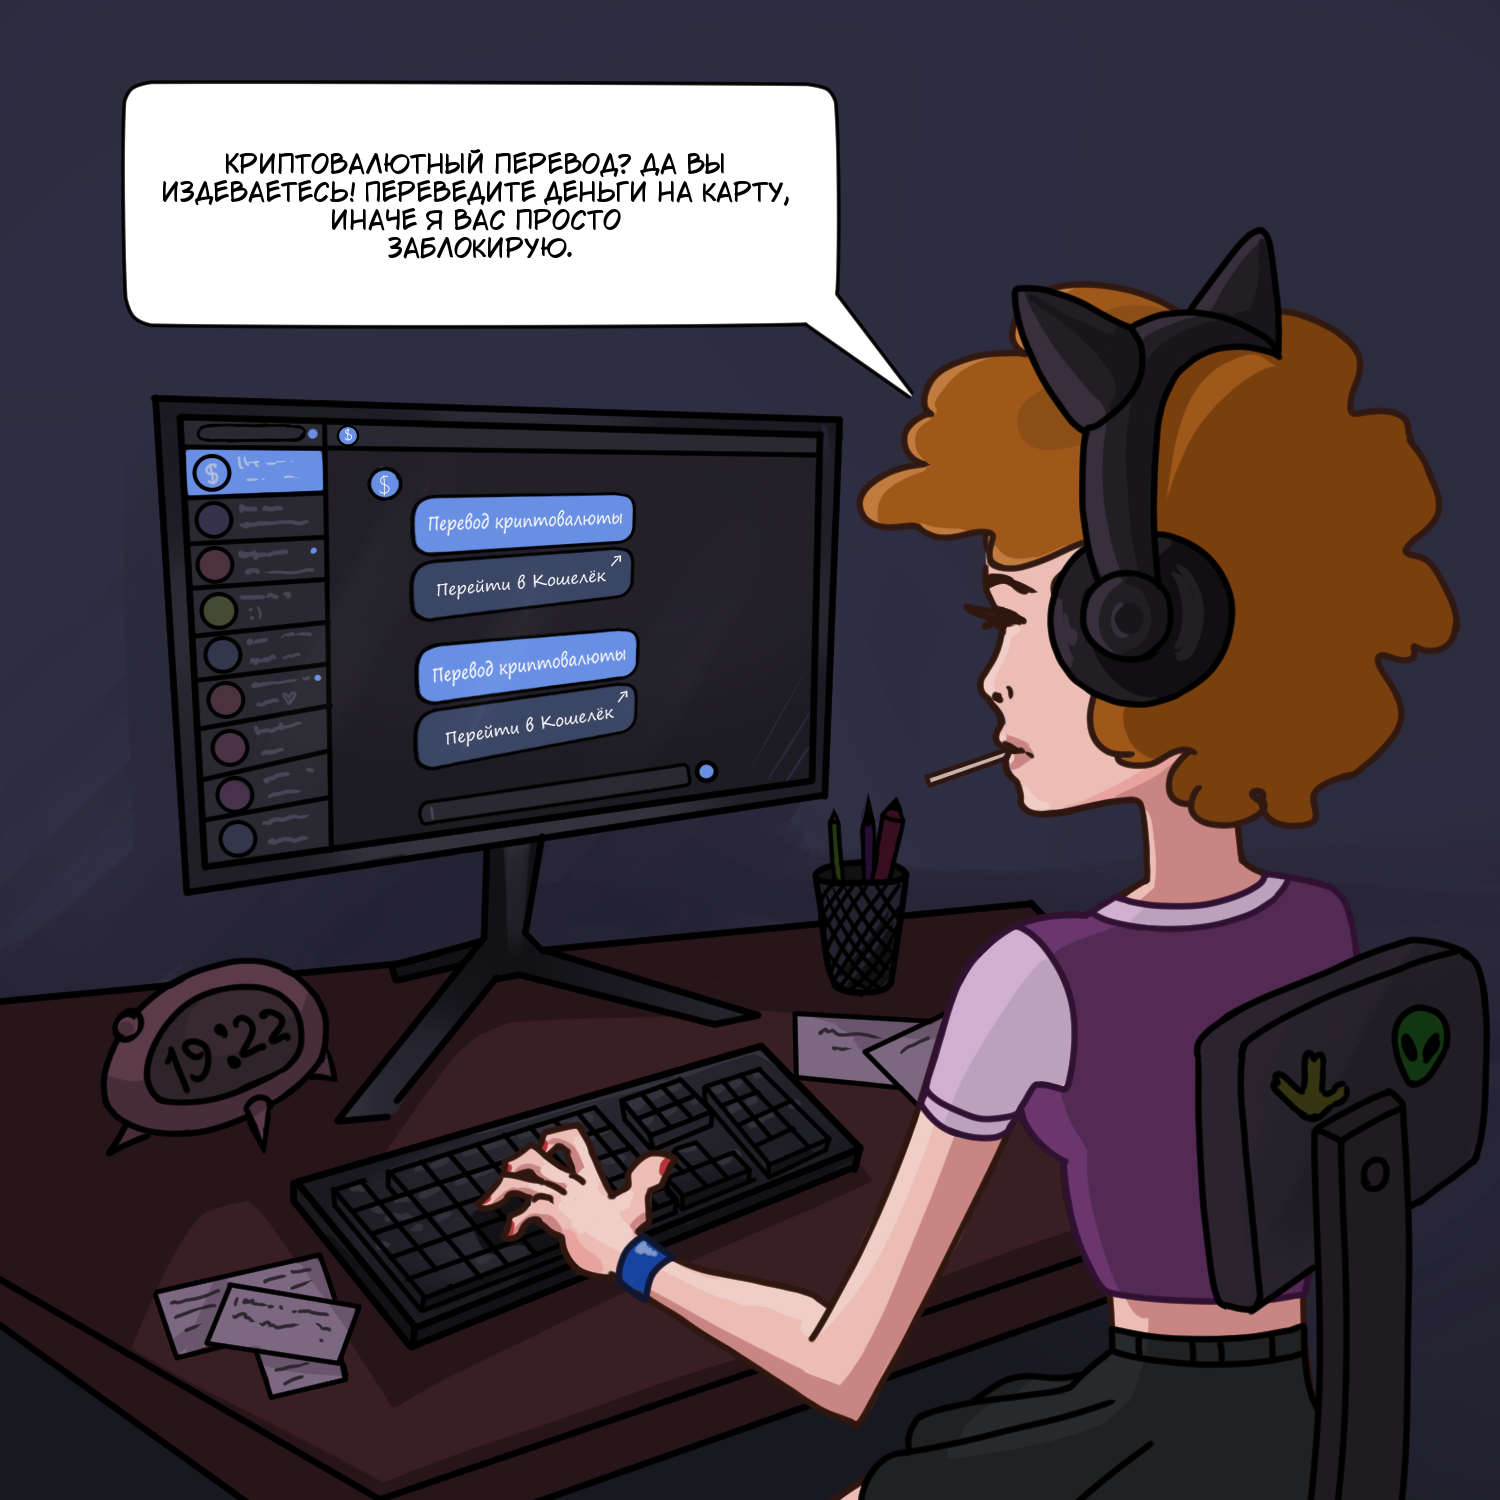 КРИПТОВАЛЮТНЫЙ ПЕРЕВОД? ДА ВЫ
ИЗДЕВАЕТЕСЬ! ПЕРЕВЕДИТЕ ДЕНЬГИ НА КАРТУ,
ИНАЧЕ Я ВАС ПРОСТО
ЗАБЛОКИРУЮ.
$
$
$
Перевод криптовалюты
Перейти в Кошелёк
:)
Перевод криптовалюты
Перейти в Кошелёк
19:22